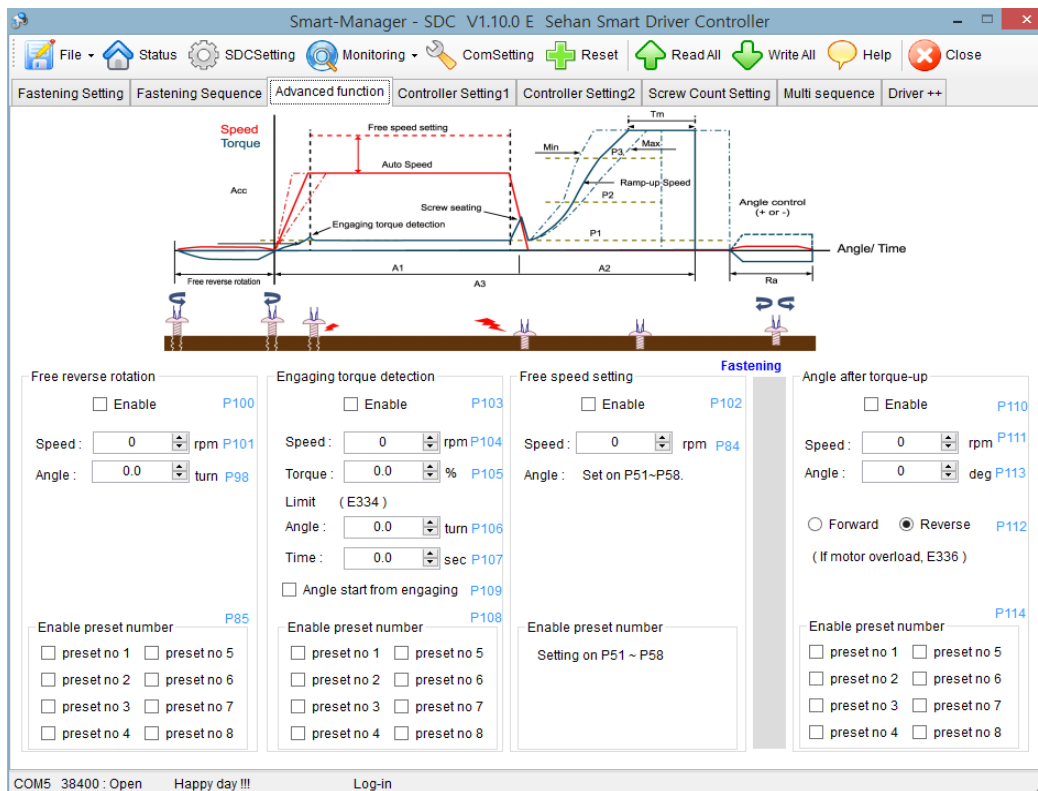 Smart-Manager - SDC V1.10.0 E Sehan Smart Driver Controller
File Status SDCSetting Monitoring ComSetting Reset Read All Write All Help Close
Fastening Setting Fastening Sequence Advanced function Controller Setting1 Controller Setting2 Screw Count Setting Multi sequence Driver ++
Speed
Torque
Free speed setting
Tm
Min
Max
P3
Auto Speed
Acc
Ramp-up Speed
P2
Screw seating
Angle control
(+ or -)
Engaging torque detection
P1
Angle/ Time
A1
A2
Free reverse rotation
A3
Ra
Fastening
Free reverse rotation
Enable P100
Speed : 0 rpm P101
Angle : 0.0 turn P98
P85
Enable preset number
preset no 1 preset no 5
preset no 2 preset no 6
preset no 3 preset no 7
preset no 4 preset no 8
Engaging torque detection
Enable P103
Speed : 0 rpm P104
Torque : 0.0 % P105
Limit ( E334 )
Angle : 0.0 turn P106
Time : 0.0 sec P107
Angle start from engaging P109
P108
Enable preset number
preset no 1 preset no 5
preset no 2 preset no 6
preset no 3 preset no 7
preset no 4 preset no 8
Free speed setting
Enable P102
Speed : 0 rpm P84
Angle : Set on P51~P58.
Enable preset number
Setting on P51 ~ P58
Angle after torque-up
Enable P110
Speed : 0 rpm P111
Angle : 0 deg P113
Forward Reverse P112
( If motor overload, E336 )
P114
Enable preset number
preset no 1 preset no 5
preset no 2 preset no 6
preset no 3 preset no 7
preset no 4 preset no 8
COM5 38400 : Open Happy day !!! Log-in